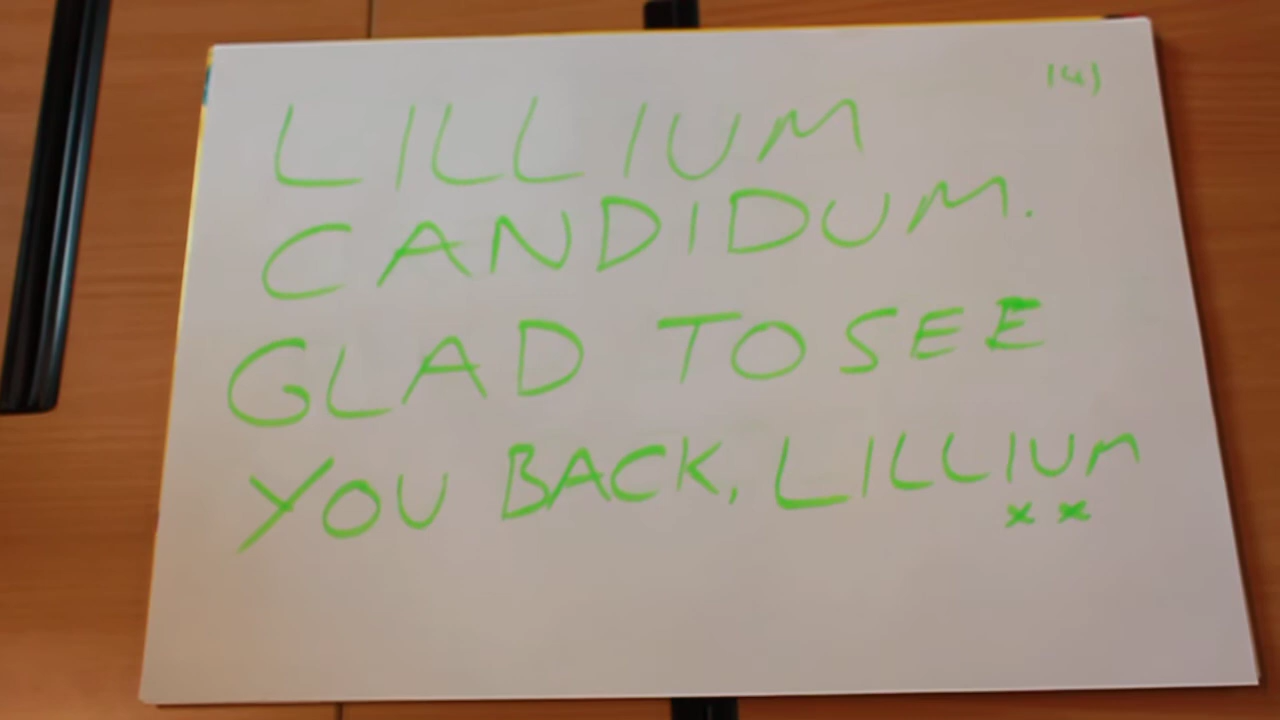 LILLIUM
CANDIDUM.
GLAD TO SEE
YOU BACK, LILLIUM
x x